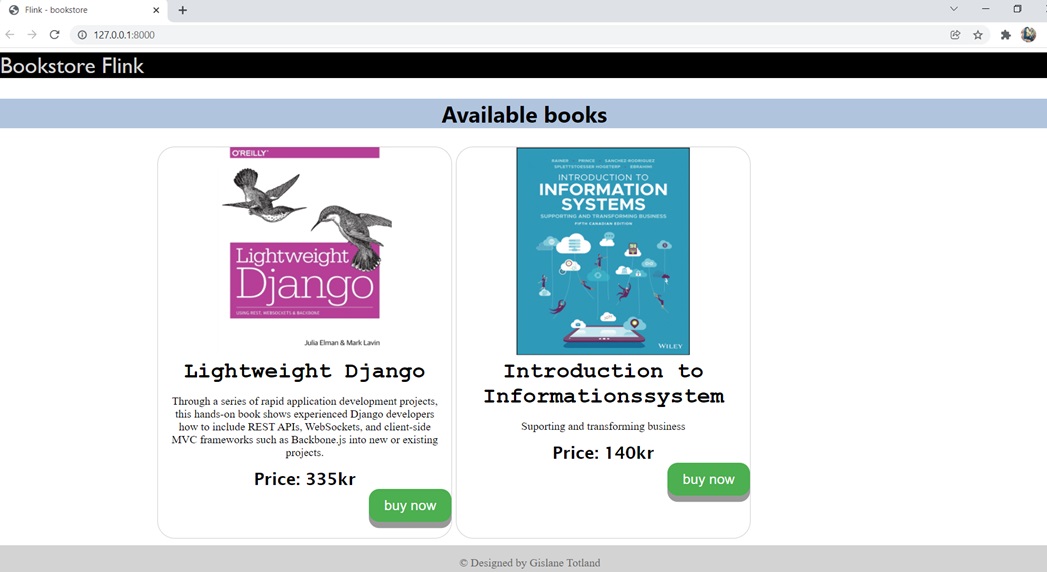 Flink - bookstore
127.0.0.1:8000
Bookstore Flink
Available books
O'REILLY®
Lightweight
Django
USING REST, WEBSOCKETS & BACKBONE
Julia Elman & Mark Lavin
Lightweight Django
Through a series of rapid application development projects,
this hands-on book shows experienced Django developers
how to include REST APIs, WebSockets, and client-side
MVC frameworks such as Backbone.js into new or existing
projects.
Price: 335kr
buy now
RAINER PRINCE SANCHEZ-RODRIGUEZ
SPLETTSTOESSER-HOGETERP EBRAHIMI
INTRODUCTION TO
INFORMATION
SYSTEMS
SUPPORTING AND TRANSFORMING BUSINESS
FIFTH CANADIAN EDITION
WILEY
Introduction to
Informationssystem
Suporting and transforming business
Price: 140kr
buy now
© Designed by Gislane Totland